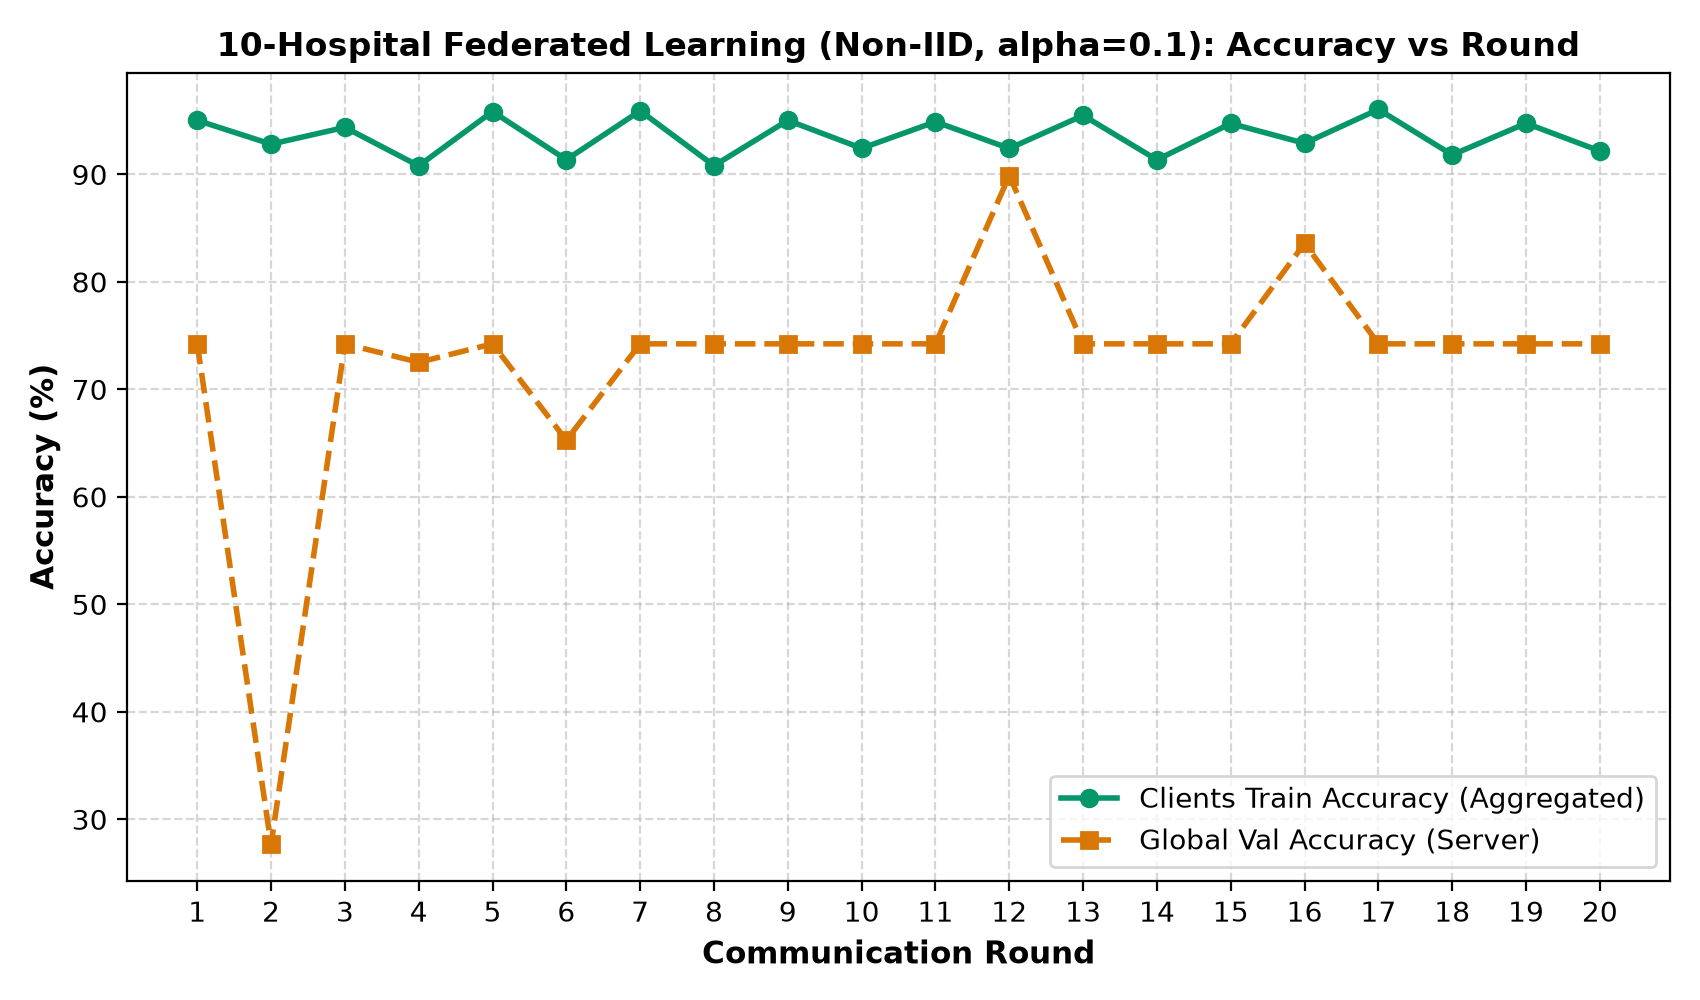 10-Hospital Federated Learning (Non-IID, alpha=0.1): Accuracy vs Round
Accuracy (%)
90
80
70
60
50
40
30
Clients Train Accuracy (Aggregated)
Global Val Accuracy (Server)
1 2 3 4 5 6 7 8 9 10 11 12 13 14 15 16 17 18 19 20
Communication Round